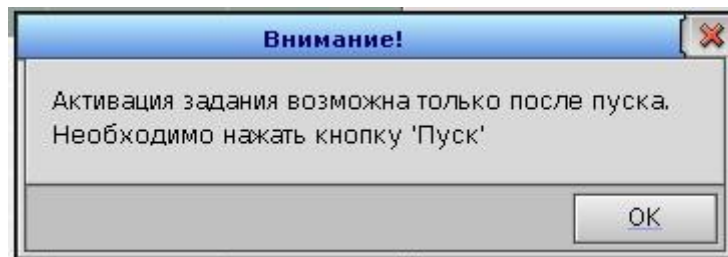 Внимание!
Активация задания возможна только после пуска.
Необходимо нажать кнопку 'Пуск'
OK